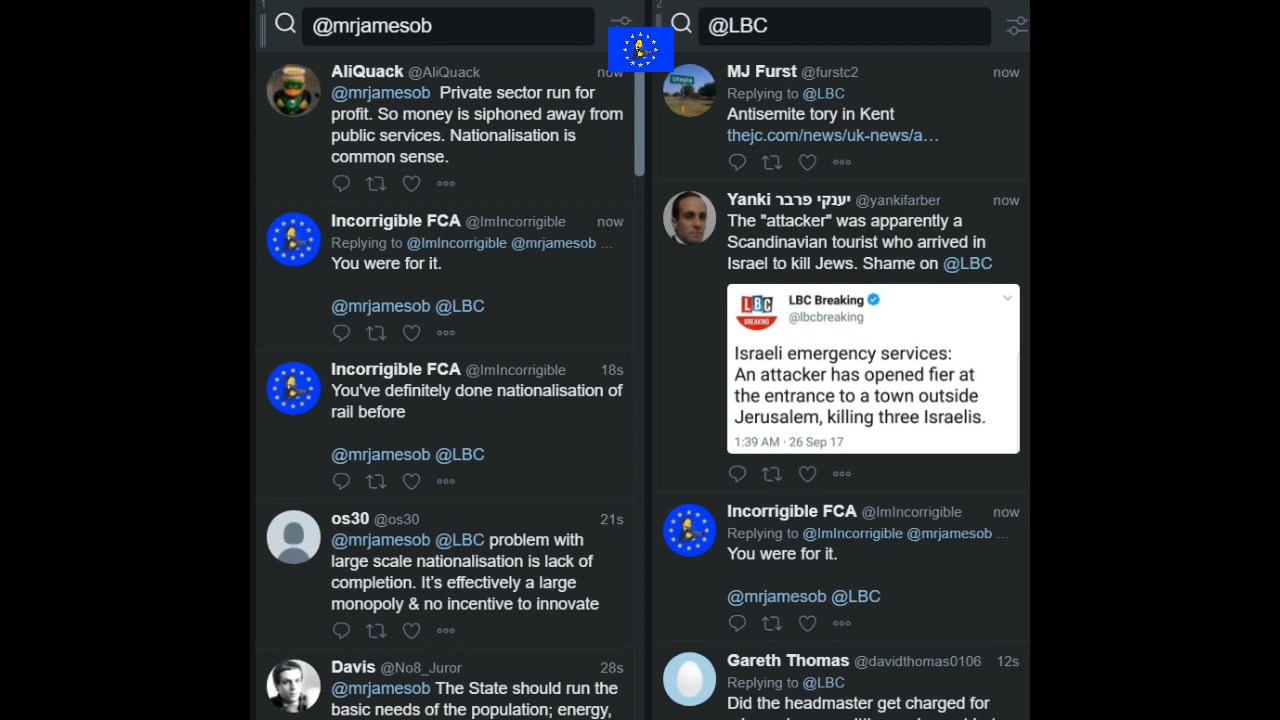 1
@mrjamesob
AliQuack @AliQuack now
@mrjamesob Private sector run for
profit. So money is siphoned away from
public services. Nationalisation is
common sense.
Incorrigible FCA @ImIncorrigible now
Replying to @ImIncorrigible @mrjamesob ...
You were for it.
@mrjamesob @LBC
Incorrigible FCA @ImIncorrigible 18s
You've definitely done nationalisation of
rail before
@mrjamesob @LBC
os30 @os30 21s
@mrjamesob @LBC problem with
large scale nationalisation is lack of
completion. It's effectively a large
monopoly & no incentive to innovate
Davis @No8_Juror 28s
@mrjamesob The State should run the
basic needs of the population; energy,
2
@LBC
MJ Furst @furstc2 now
Replying to @LBC
Antisemite tory in Kent
thejc.com/news/uk-news/a…
Yanki יענקי פרבר @yankifarber now
The "attacker" was apparently a
Scandinavian tourist who arrived in
Israel to kill Jews. Shame on @LBC
LBC
BREAKING
LBC Breaking
@lbcbreaking
Israeli emergency services:
An attacker has opened fier at
the entrance to a town outside
Jerusalem, killing three Israelis.
1:39 AM · 26 Sep 17
Incorrigible FCA @ImIncorrigible now
Replying to @ImIncorrigible @mrjamesob ...
You were for it.
@mrjamesob @LBC
Gareth Thomas @davidthomas0106 12s
Replying to @LBC
Did the headmaster get charged for